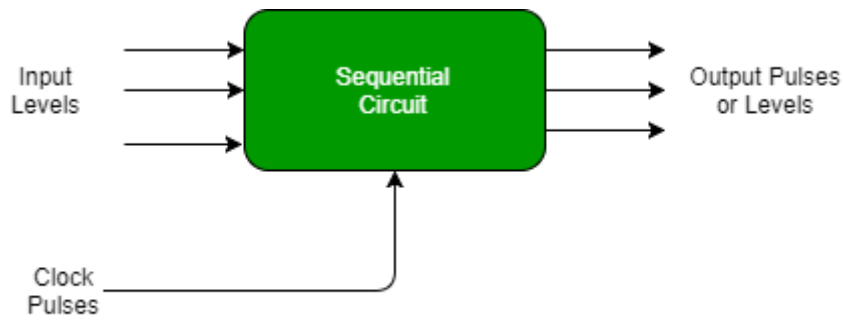 Input
Levels
Sequential
Circuit
Output Pulses
or Levels
Clock
Pulses